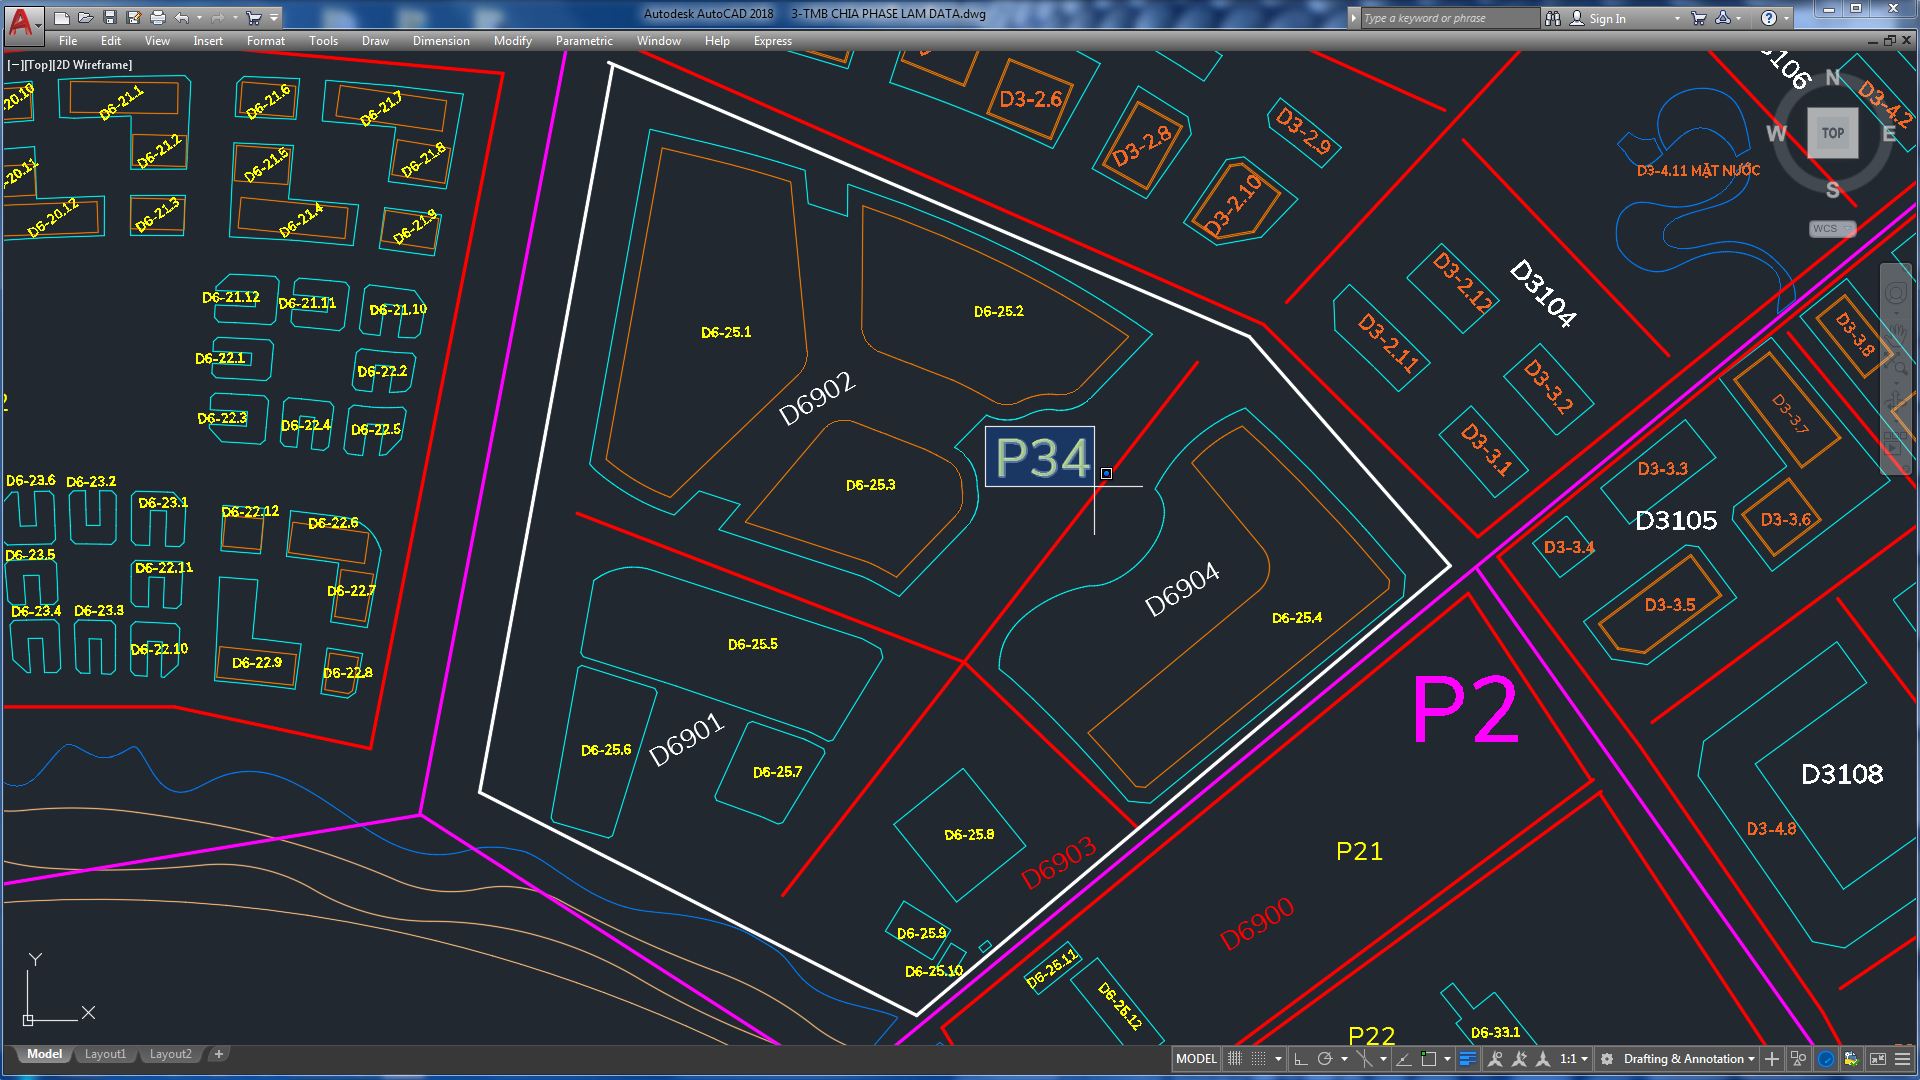 Autodesk AutoCAD 2018 3-TMB CHIA PHASE LAM DATA.dwg
Type a keyword or phrase
Sign In
File Edit View Insert Format Tools Draw Dimension Modify Parametric Window Help Express
[−][Top][2D Wireframe]
N
W TOP E
S
WCS
D6-21.1
D6-21.6
D6-21.7
D6-21.2
D6-21.5
D6-21.8
D6-20.12
D6-21.3
D6-21.4
D6-21.9
D6-21.12
D6-21.11
D6-21.10
D6-22.1
D6-22.2
D6-22.3
D6-22.4
D6-22.5
D6-23.6
D6-23.2
D6-23.1
D6-22.12
D6-22.6
D6-23.5
D6-22.11
D6-22.7
D6-23.4
D6-23.3
D6-22.10
D6-22.9
D6-22.8
D6-25.1
D6-25.2
D6902
D6-25.3
P34
D6904
D6-25.4
D6-25.5
D6901
D6-25.6
D6-25.7
D6-25.8
D6903
D6-25.9
D6-25.10
D6-25.11
D6-25.12
D6900
P21
P22
D6-33.1
P2
D3-2.6
D3-2.8
D3-2.9
D3-2.10
D3-4.2
D3-4.11 MẶT NƯỚC
D3-2.12
D3104
D3-2.11
D3-3.2
D3-3.1
D3-3.8
D3-3.7
D3-3.3
D3105
D3-3.6
D3-3.4
D3-3.5
D3108
D3-4.8
Y
X
Model Layout1 Layout2 +
MODEL 1:1 Drafting & Annotation